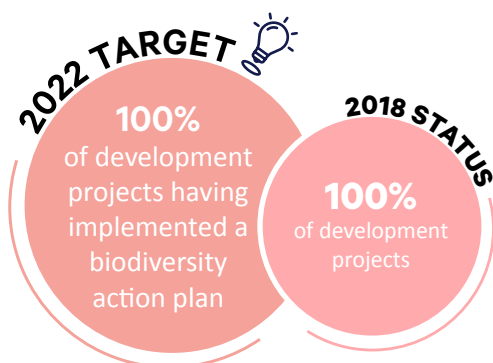 2022 TARGET
100%
of development
projects having
implemented a
biodiversity
action plan
2018 STATUS
100%
of development
projects